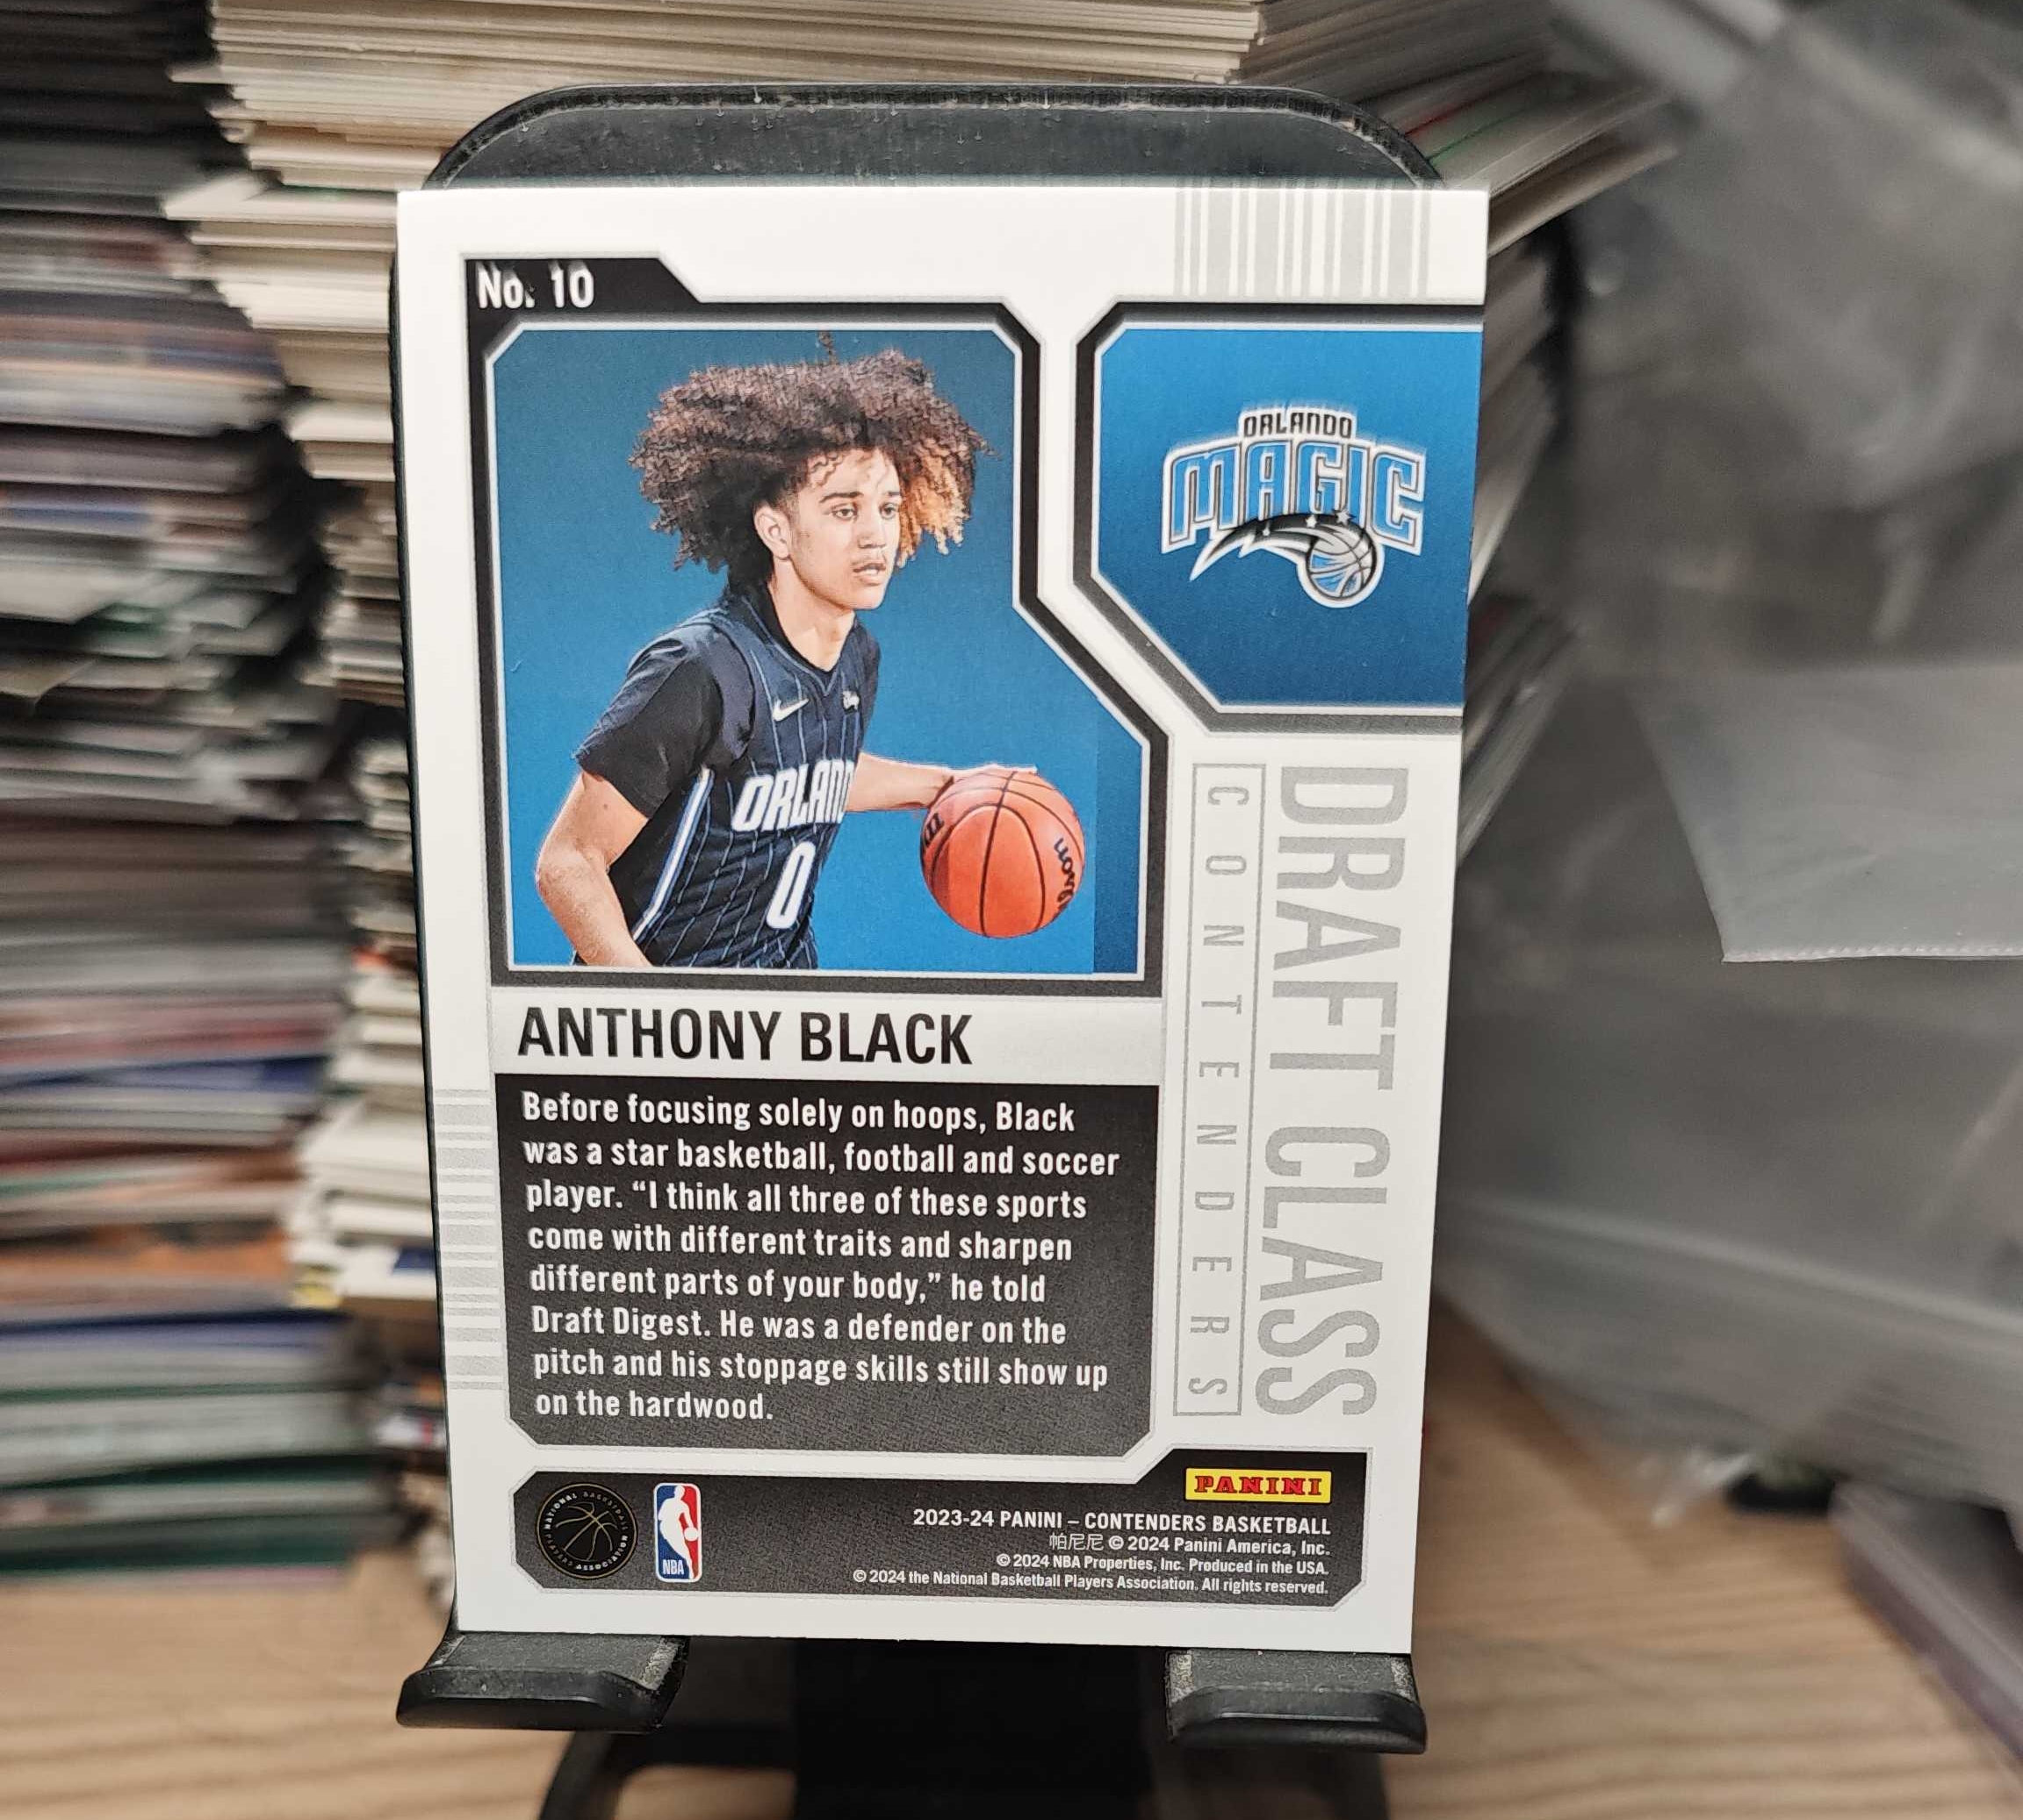 No. 10
ORLANDO
MAGIC
ORLANDO
0
ANTHONY BLACK
Before focusing solely on hoops, Black
was a star basketball, football and soccer
player. “I think all three of these sports
come with different traits and sharpen
different parts of your body,” he told
Draft Digest. He was a defender on the
pitch and his stoppage skills still show up
on the hardwood.
DRAFT CLASS
CONTENDERS
NATIONAL BASKETBALL
PLAYERS ASSOCIATION
NBA
PANINI
2023-24 PANINI – CONTENDERS BASKETBALL
帕尼尼 © 2024 Panini America, Inc.
© 2024 NBA Properties, Inc. Produced in the USA.
© 2024 the National Basketball Players Association. All rights reserved.